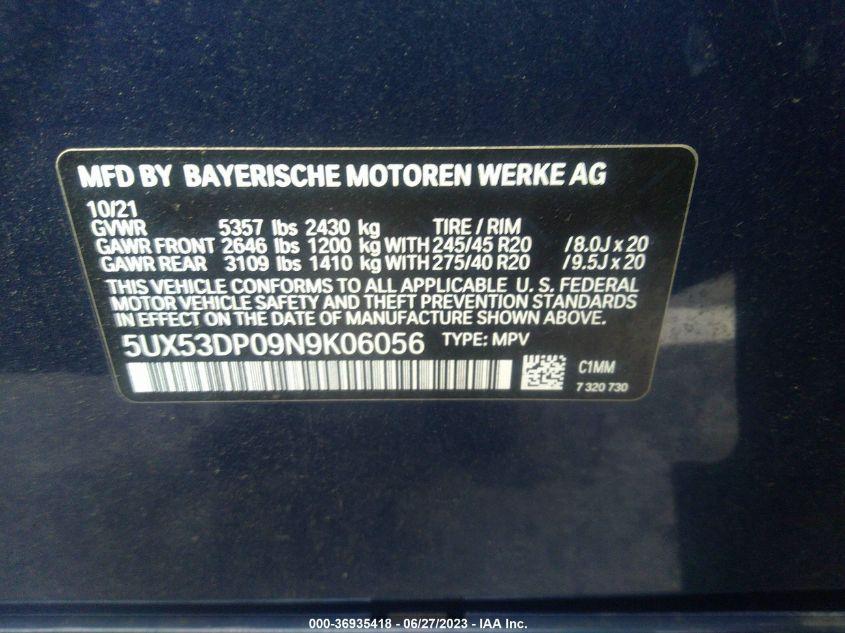 MFD BY BAYERISCHE MOTOREN WERKE AG
10/21
GVWR 5357 lbs 2430 kg TIRE / RIM
GAWR FRONT 2646 lbs 1200 kg WITH 245/45 R20 /8.0J x 20
GAWR REAR 3109 lbs 1410 kg WITH 275/40 R20 /9.5J x 20
THIS VEHICLE CONFORMS TO ALL APPLICABLE U. S. FEDERAL
MOTOR VEHICLE SAFETY AND THEFT PREVENTION STANDARDS
IN EFFECT ON THE DATE OF MANUFACTURE SHOWN ABOVE.
5UX53DP09N9K06056 TYPE: MPV
C1MM
7 320 730
000-36935418 - 06/27/2023 - IAA Inc.